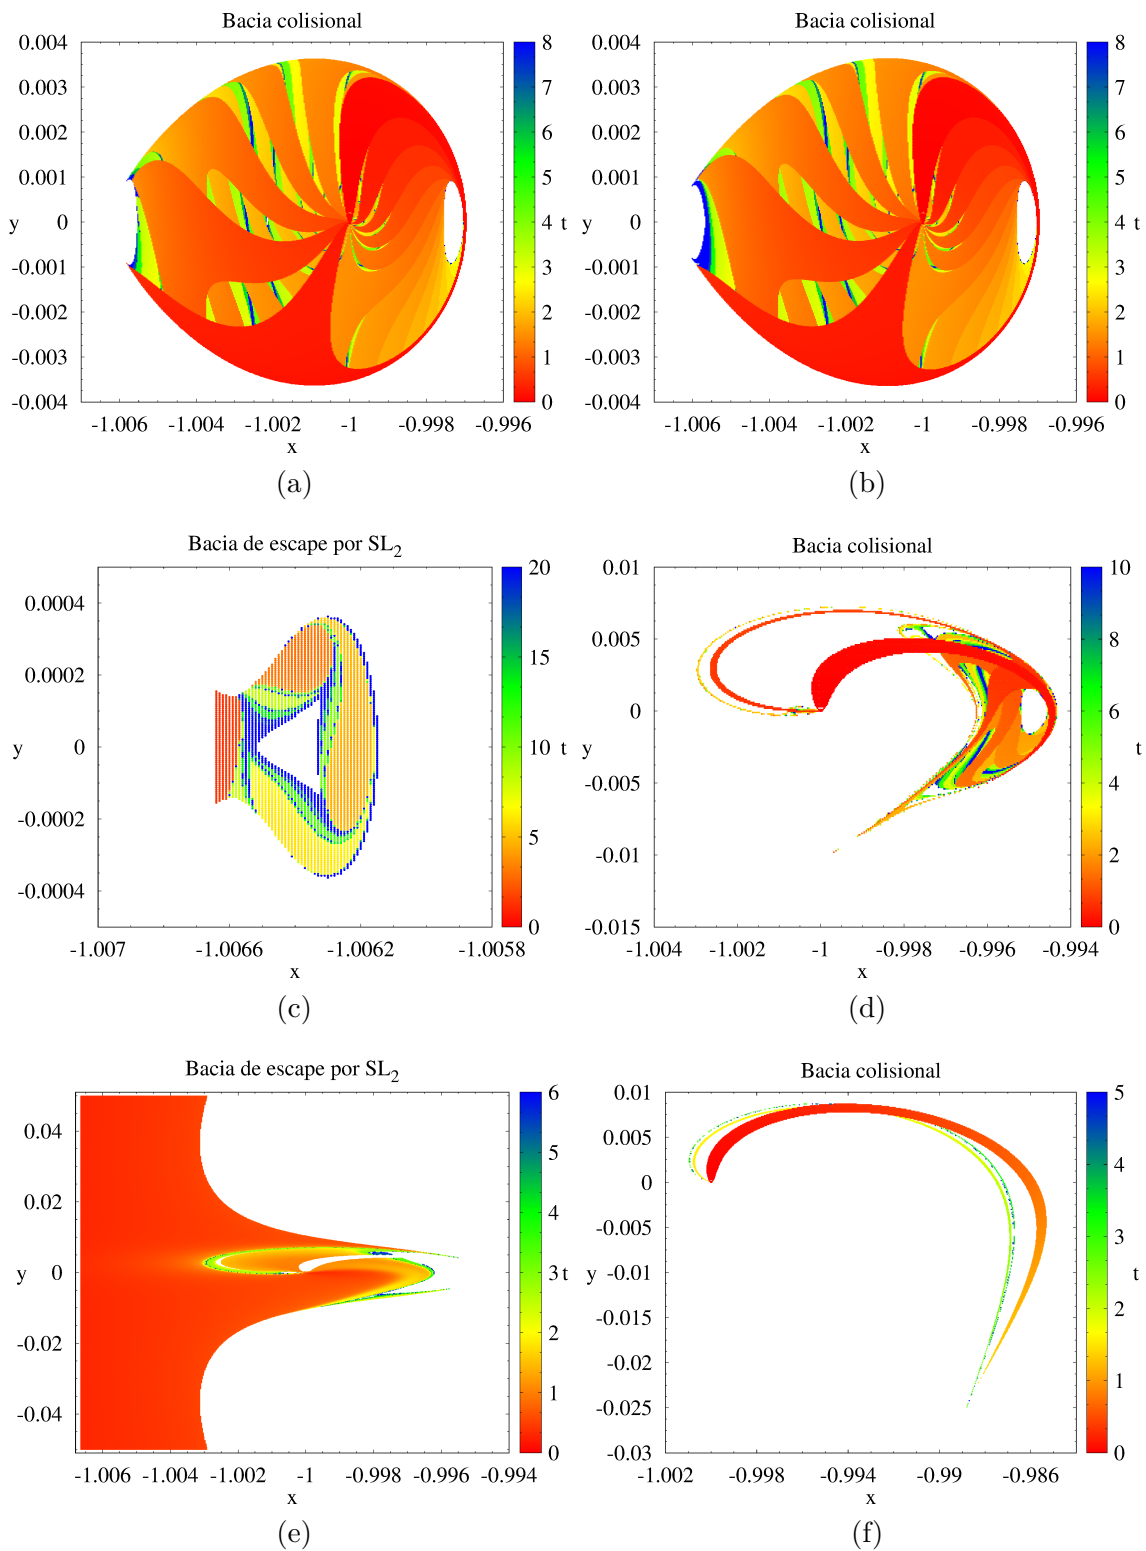 Bacia colisional
Bacia colisional
0.004
0.003
0.002
0.001
0
-0.001
-0.002
-0.003
-0.004
y
-1.006 -1.004 -1.002 -1 -0.998 -0.996
x
8
7
6
5
4
3
2
1
0
t
(a)
0.004
0.003
0.002
0.001
0
-0.001
-0.002
-0.003
-0.004
y
-1.006 -1.004 -1.002 -1 -0.998 -0.996
x
8
7
6
5
4
3
2
1
0
t
(b)
Bacia de escape por SL2
0.0004
0.0002
0
-0.0002
-0.0004
y
-1.007 -1.0066 -1.0062 -1.0058
x
20
15
10
5
0
t
(c)
Bacia colisional
0.01
0.005
0
-0.005
-0.01
-0.015
y
-1.004 -1.002 -1 -0.998 -0.996 -0.994
x
10
8
6
4
2
0
t
(d)
Bacia de escape por SL2
0.04
0.02
0
-0.02
-0.04
y
-1.006 -1.004 -1.002 -1 -0.998 -0.996 -0.994
x
6
5
4
3
2
1
0
t
(e)
Bacia colisional
0.01
0.005
0
-0.005
-0.01
-0.015
-0.02
-0.025
-0.03
y
-1.002 -0.998 -0.994 -0.99 -0.986
x
5
4
3
2
1
0
t
(f)